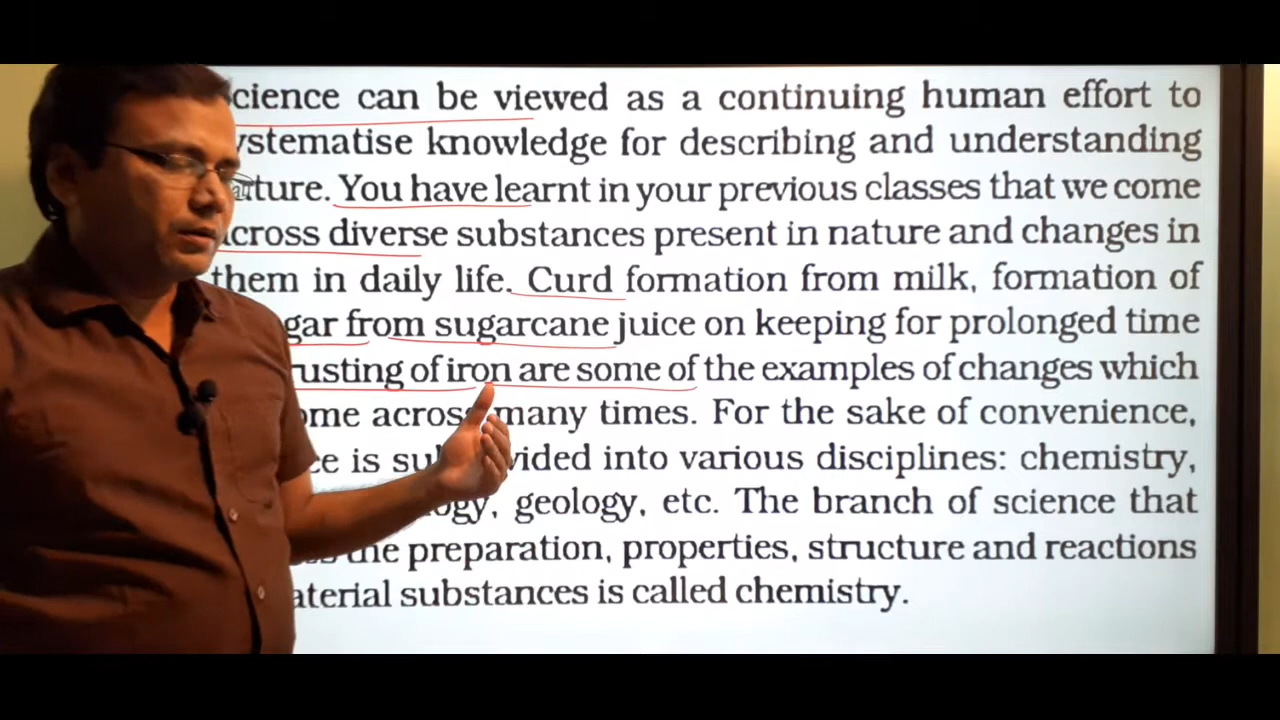 cience can be viewed as a continuing human effort to
ystematise knowledge for describing and understanding
ature. You have learnt in your previous classes that we come
across diverse substances present in nature and changes in
them in daily life. Curd formation from milk, formation of
gar from sugarcane juice on keeping for prolonged time
rusting of iron are some of the examples of changes which
ome across many times. For the sake of convenience,
ce is sub vided into various disciplines: chemistry,
ogy, geology, etc. The branch of science that
the preparation, properties, structure and reactions
aterial substances is called chemistry.